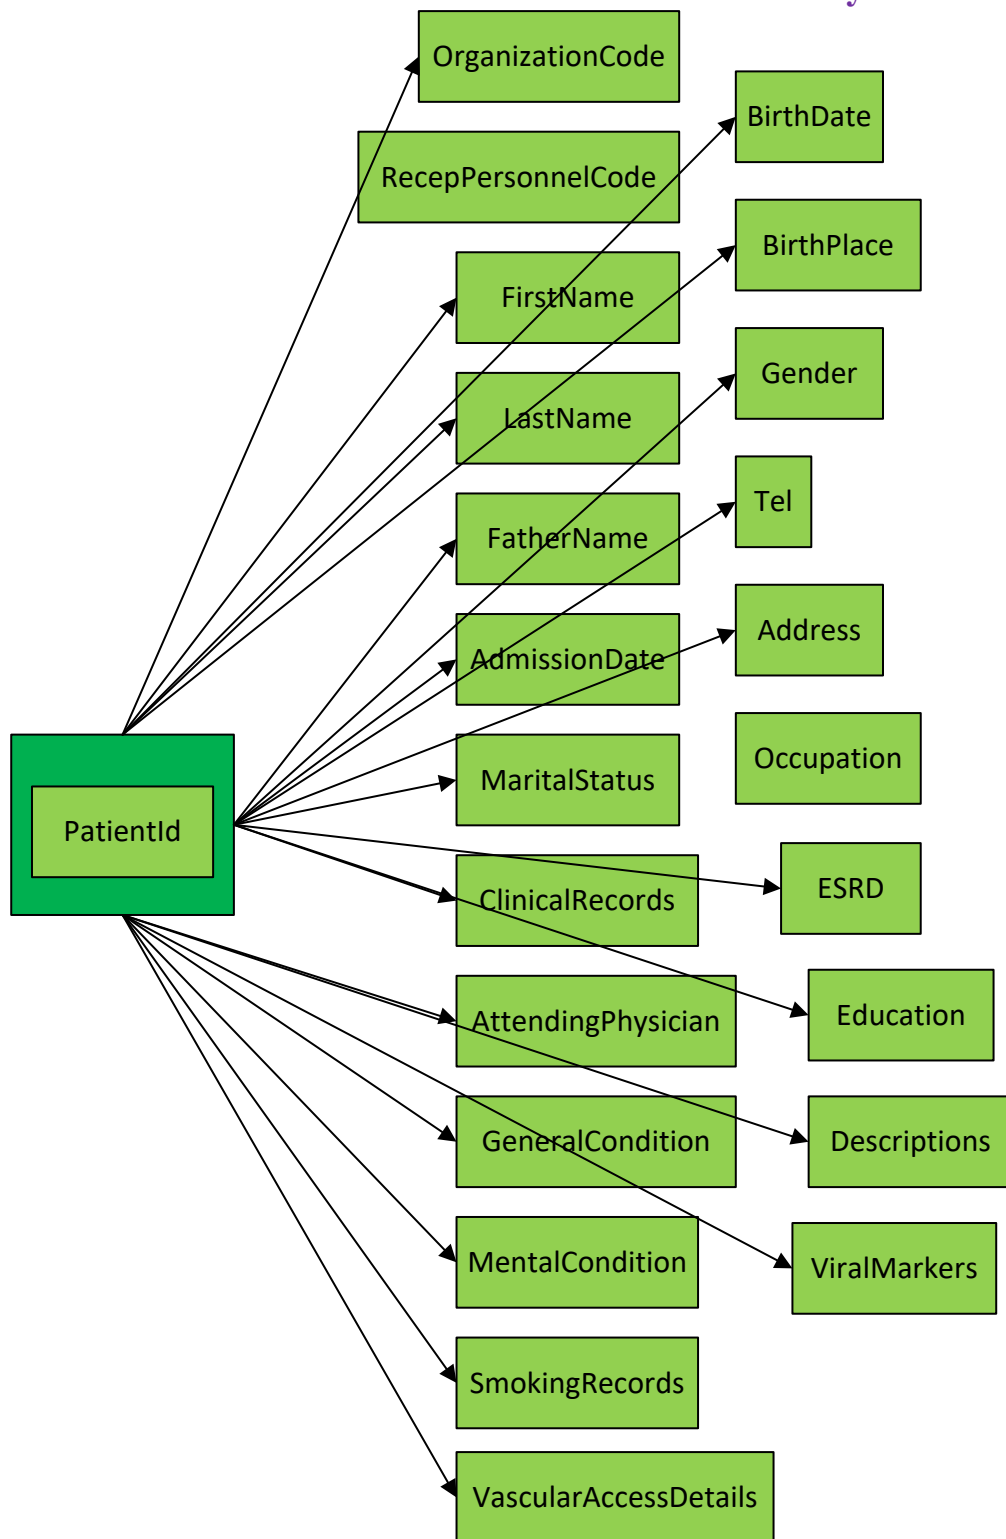 OrganizationCode
BirthDate
RecepPersonnelCode
BirthPlace
FirstName
Gender
LastName
Tel
FatherName
Address
AdmissionDate
Occupation
MaritalStatus
PatientId
ESRD
ClinicalRecords
Education
AttendingPhysician
Descriptions
GeneralCondition
ViralMarkers
MentalCondition
SmokingRecords
VascularAccessDetails